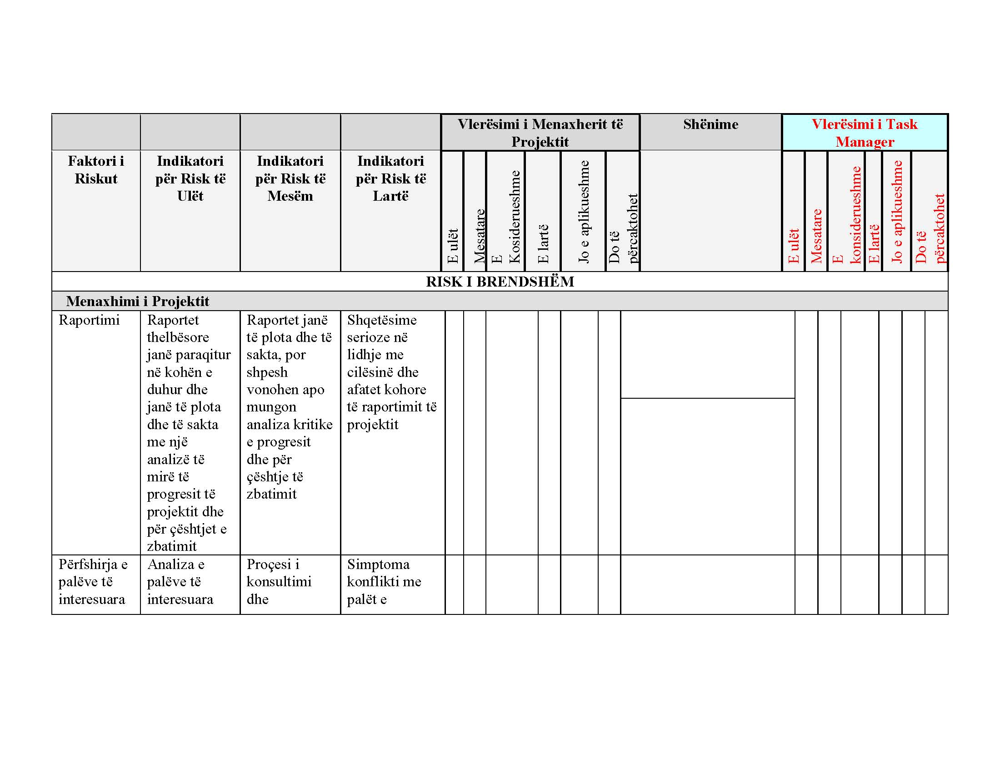 Vlerësimi i Menaxherit të
Projektit
Shënime
Vlerësimi i Task
Manager
Faktori i
Riskut
Indikatori
për Risk të
Ulët
Indikatori
për Risk të
Mesëm
Indikatori
për Risk të
Lartë
E ulët
Mesatare
E
Kosiderueshme
E lartë
Jo e aplikueshme
Do të
përcaktohet
E ulët
Mesatare
E
konsiderueshme
E lartë
Jo e aplikueshme
Do të
përcaktohet
RISK I BRENDSHËM
Menaxhimi i Projektit
Raportimi
Raportet
thelbësore
janë paraqitur
në kohën e
duhur dhe
janë të plota
dhe të sakta
me një
analizë të
mirë të
progresit të
projektit dhe
për çështjet e
zbatimit
Raportet janë
të plota dhe të
sakta, por
shpesh
vonohen apo
mungon
analiza kritike
e progresit
dhe për
çështje të
zbatimit
Shqetësime
serioze në
lidhje me
cilësinë dhe
afatet kohore
të raportimit të
projektit
Përfshirja e
palëve të
interesuara
Analiza e
palëve të
interesuara
Proçesi i
konsultimi
dhe
Simptoma
konflikti me
palët e